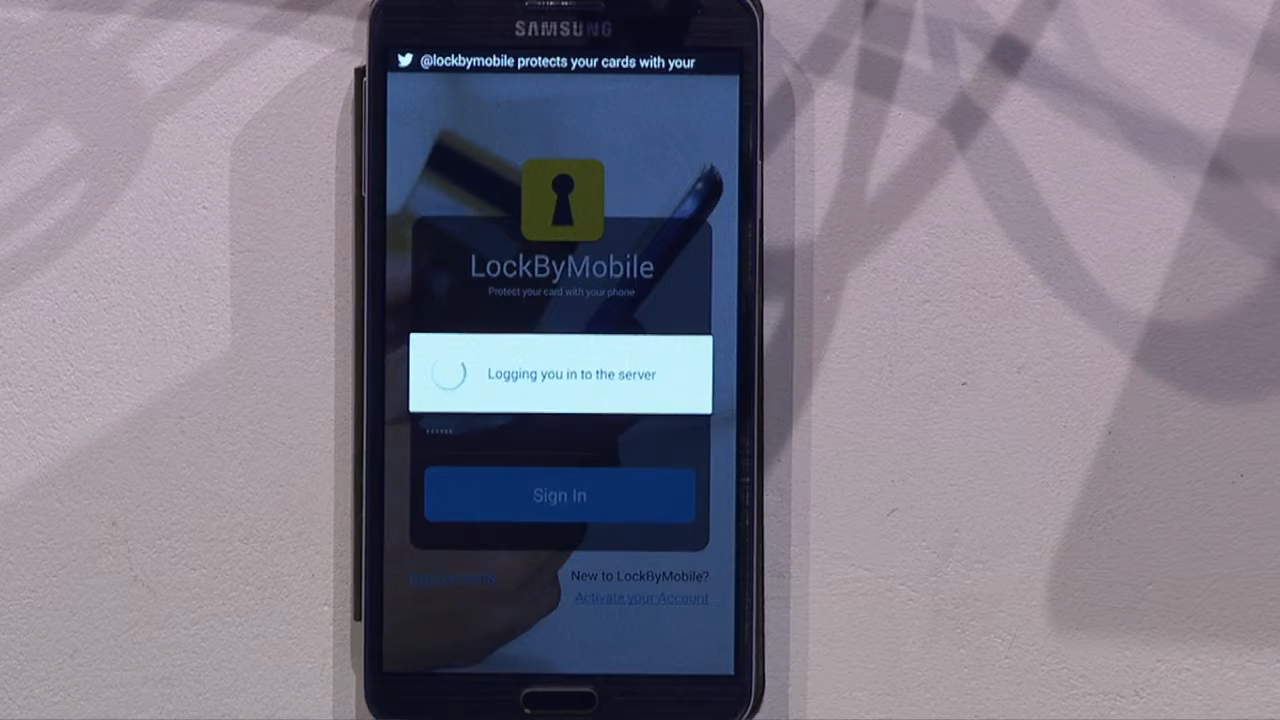 SAMSUNG
@lockbymobile protects your cards with your
LockByMobile
Protect your card with your phone
Logging you in to the server
Sign In
New to LockByMobile?
Activate your Account